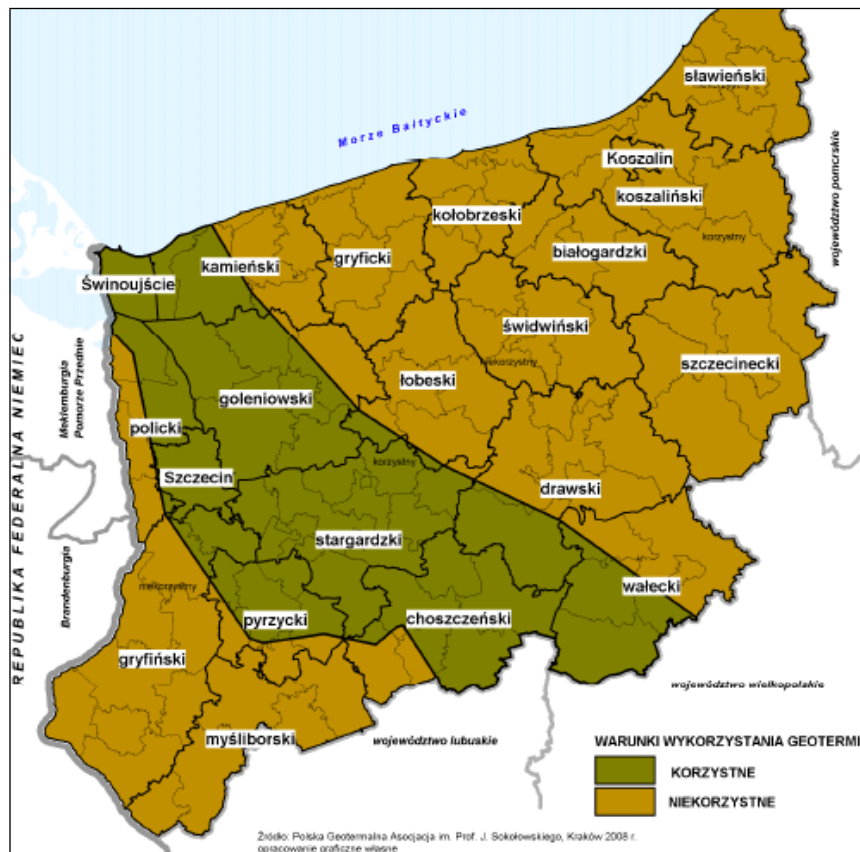 sławieński
Morze Bałtyckie
Koszalin
koszaliński
województwo pomorskie
kołobrzeski
korzystny
białogardzki
gryficki
kamieński
Świnoujście
świdwiński
niekorzystny
szczecinecki
łobeski
REPUBLIKA FEDERALNA NIEMIEC
Meklemburgia
Pomorze Przednie
goleniowski
policki
korzystny
Szczecin
drawski
stargardzki
Brandenburgia
niekorzystny
wałecki
pyrzycki
choszczeński
gryfiński
województwo wielkopolskie
myśliborski
województwo lubuskie
WARUNKI WYKORZYSTANIA GEOTERMI
KORZYSTNE
NIEKORZYSTNE
Źródło: Polska Geotermalna Asocjacja im. Prof. J. Sokołowskiego, Kraków 2008 r.
opracowanie graficzne własne